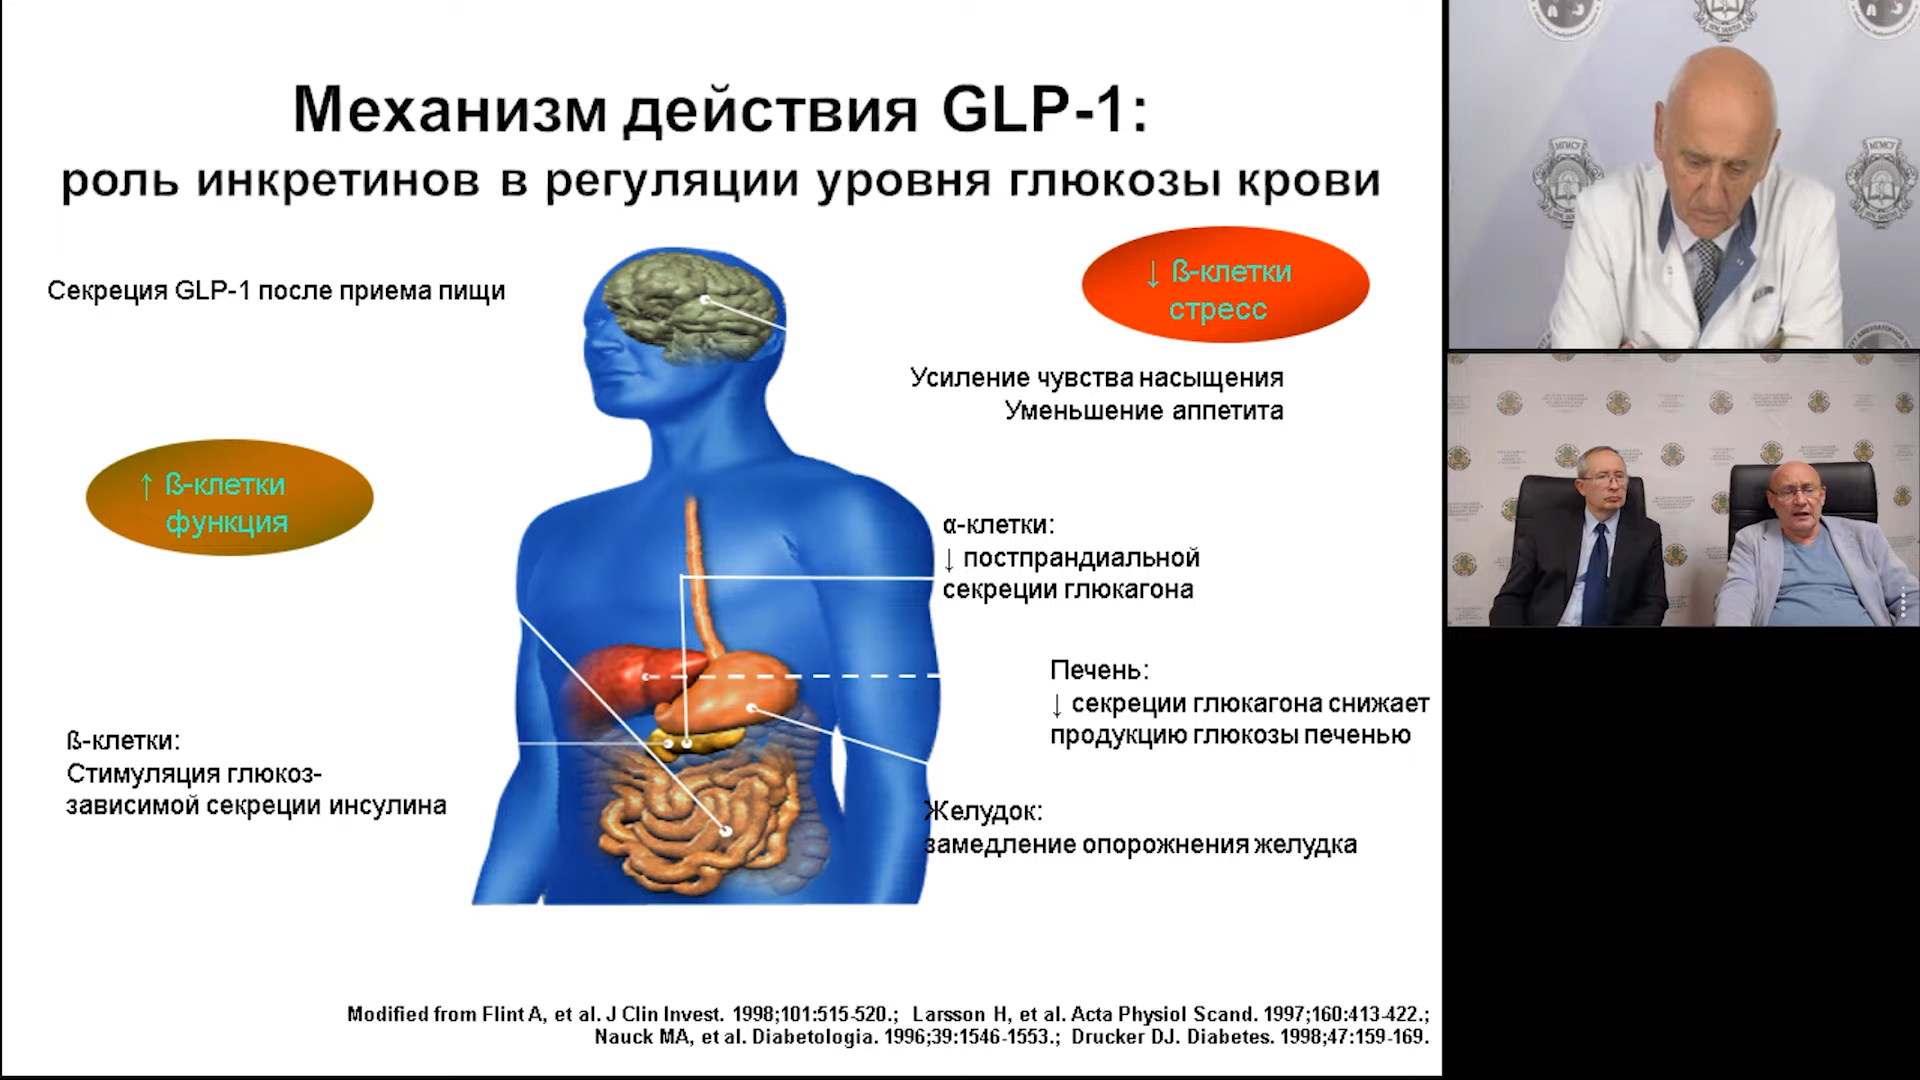 Механизм действия GLP-1:
роль инкретинов в регуляции уровня глюкозы крови
Секреция GLP-1 после приема пищи
↓ ß-клетки
стресс
Усиление чувства насыщения
Уменьшение аппетита
↑ ß-клетки
функция
α-клетки:
↓ постпрандиальной
секреции глюкагона
Печень:
↓ секреции глюкагона снижает
продукцию глюкозы печенью
ß-клетки:
Стимуляция глюкоз-
зависимой секреции инсулина
Желудок:
замедление опорожнения желудка
Modified from Flint A, et al. J Clin Invest. 1998;101:515-520.; Larsson H, et al. Acta Physiol Scand. 1997;160:413-422.;
Nauck MA, et al. Diabetologia. 1996;39:1546-1553.; Drucker DJ. Diabetes. 1998;47:159-169.
МГМСУ
МГМСУ